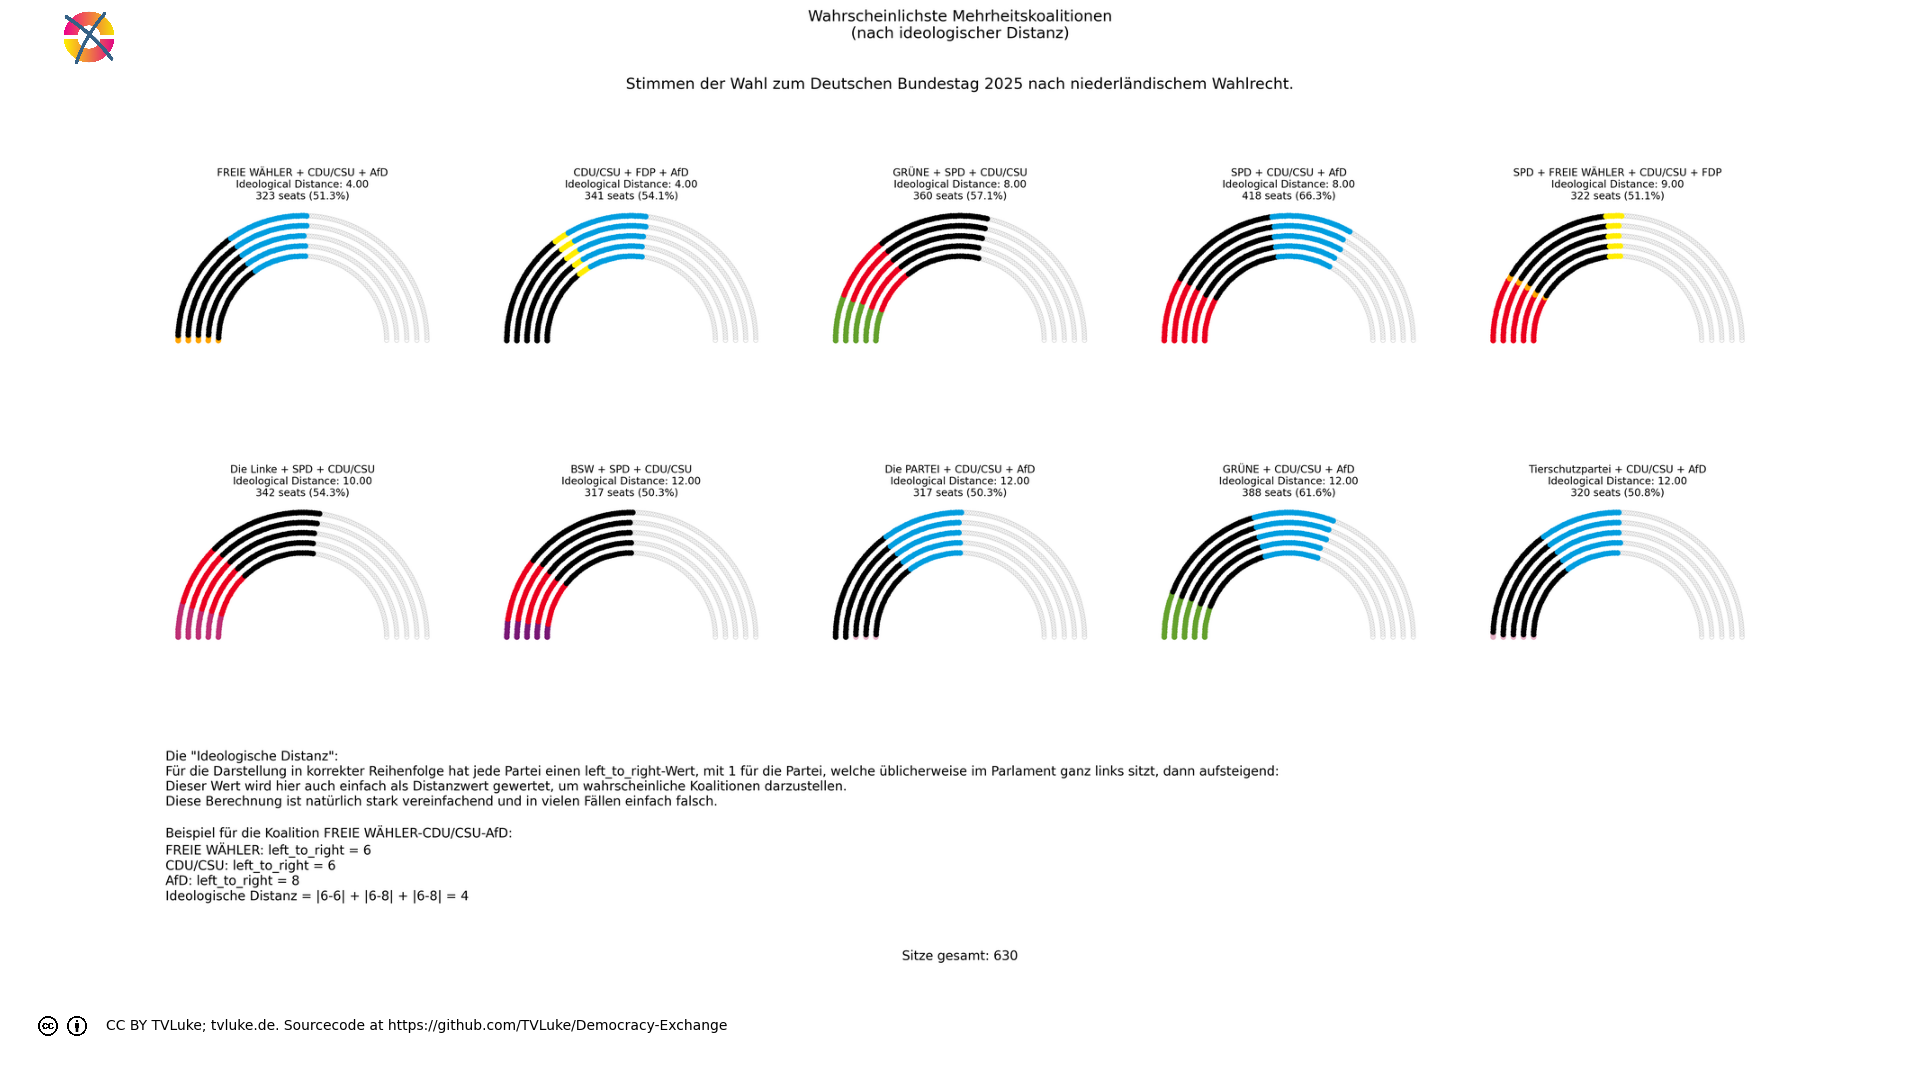 Wahrscheinlichste Mehrheitskoalitionen
(nach ideologischer Distanz)
Stimmen der Wahl zum Deutschen Bundestag 2025 nach niederländischem Wahlrecht.
FREIE WÄHLER + CDU/CSU + AfD
Ideological Distance: 4.00
323 seats (51.3%)
CDU/CSU + FDP + AfD
Ideological Distance: 4.00
341 seats (54.1%)
GRÜNE + SPD + CDU/CSU
Ideological Distance: 8.00
360 seats (57.1%)
SPD + CDU/CSU + AfD
Ideological Distance: 8.00
418 seats (66.3%)
SPD + FREIE WÄHLER + CDU/CSU + FDP
Ideological Distance: 9.00
322 seats (51.1%)
Die Linke + SPD + CDU/CSU
Ideological Distance: 10.00
342 seats (54.3%)
BSW + SPD + CDU/CSU
Ideological Distance: 12.00
317 seats (50.3%)
Die PARTEI + CDU/CSU + AfD
Ideological Distance: 12.00
317 seats (50.3%)
GRÜNE + CDU/CSU + AfD
Ideological Distance: 12.00
388 seats (61.6%)
Tierschutzpartei + CDU/CSU + AfD
Ideological Distance: 12.00
320 seats (50.8%)
Die "Ideologische Distanz":
Für die Darstellung in korrekter Reihenfolge hat jede Partei einen left_to_right-Wert, mit 1 für die Partei, welche üblicherweise im Parlament ganz links sitzt, dann aufsteigend:
Dieser Wert wird hier auch einfach als Distanzwert gewertet, um wahrscheinliche Koalitionen darzustellen.
Diese Berechnung ist natürlich stark vereinfachend und in vielen Fällen einfach falsch.
Beispiel für die Koalition FREIE WÄHLER-CDU/CSU-AfD:
FREIE WÄHLER: left_to_right = 6
CDU/CSU: left_to_right = 6
AfD: left_to_right = 8
Ideologische Distanz = |6-6| + |6-8| + |6-8| = 4
Sitze gesamt: 630
cc CC BY TVLuke; tvluke.de. Sourcecode at https://github.com/TVLuke/Democracy-Exchange